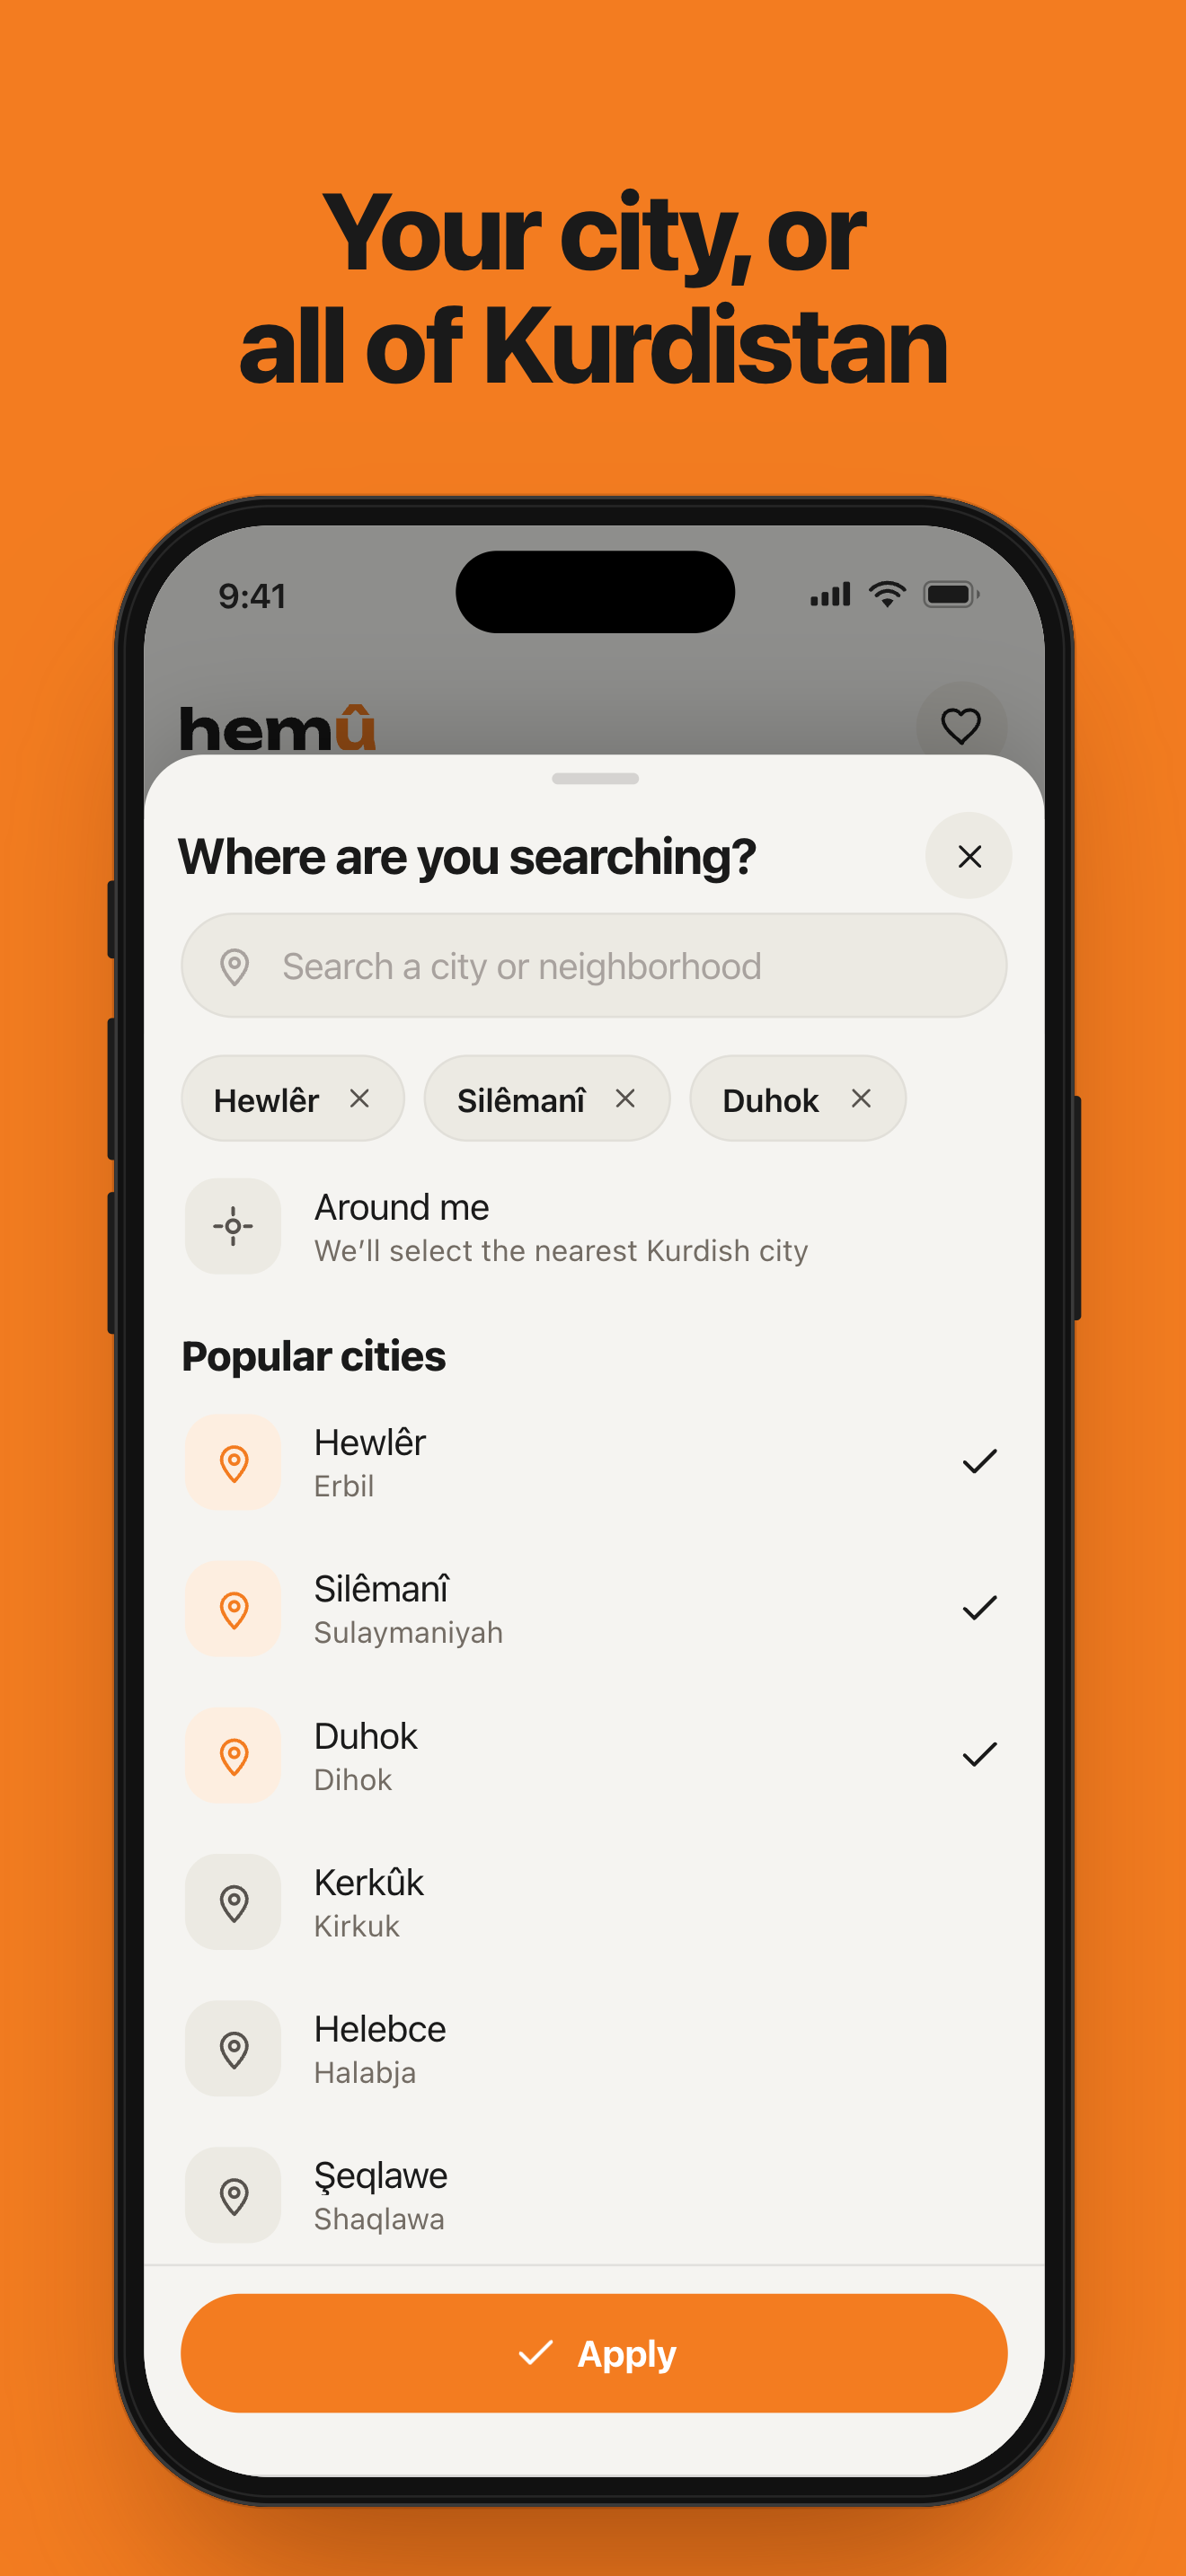 Your city, or
all of Kurdistan
9:41
hemû
Where are you searching?
Search a city or neighborhood
Hewlêr
Silêmanî
Duhok
Around me
We’ll select the nearest Kurdish city
Popular cities
Hewlêr
Erbil
Silêmanî
Sulaymaniyah
Duhok
Dihok
Kerkûk
Kirkuk
Helebce
Halabja
Şeqlawe
Shaqlawa
Apply